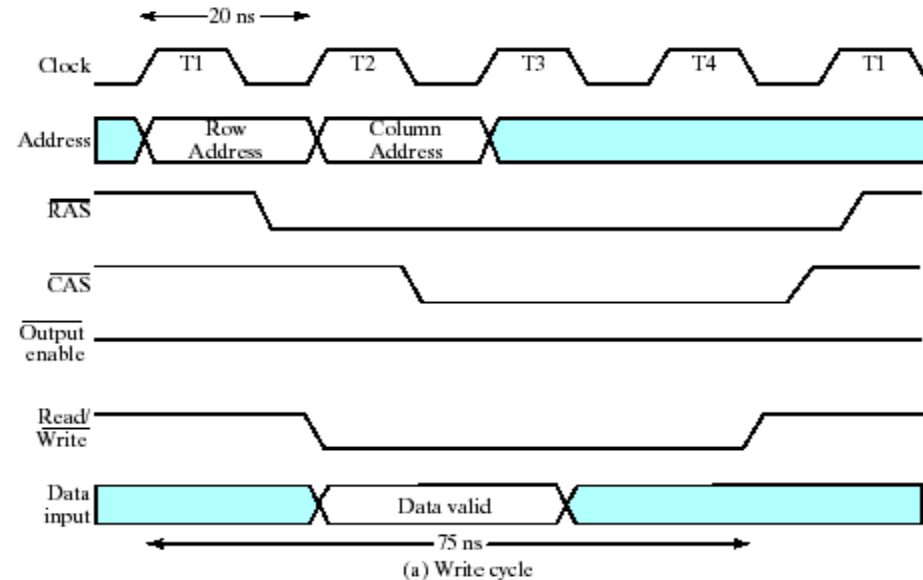 20 ns
Clock T1 T2 T3 T4 T1
Address Row Address Column Address
RAS
CAS
Output enable
Read/
Write
Data input Data valid
75 ns
(a) Write cycle